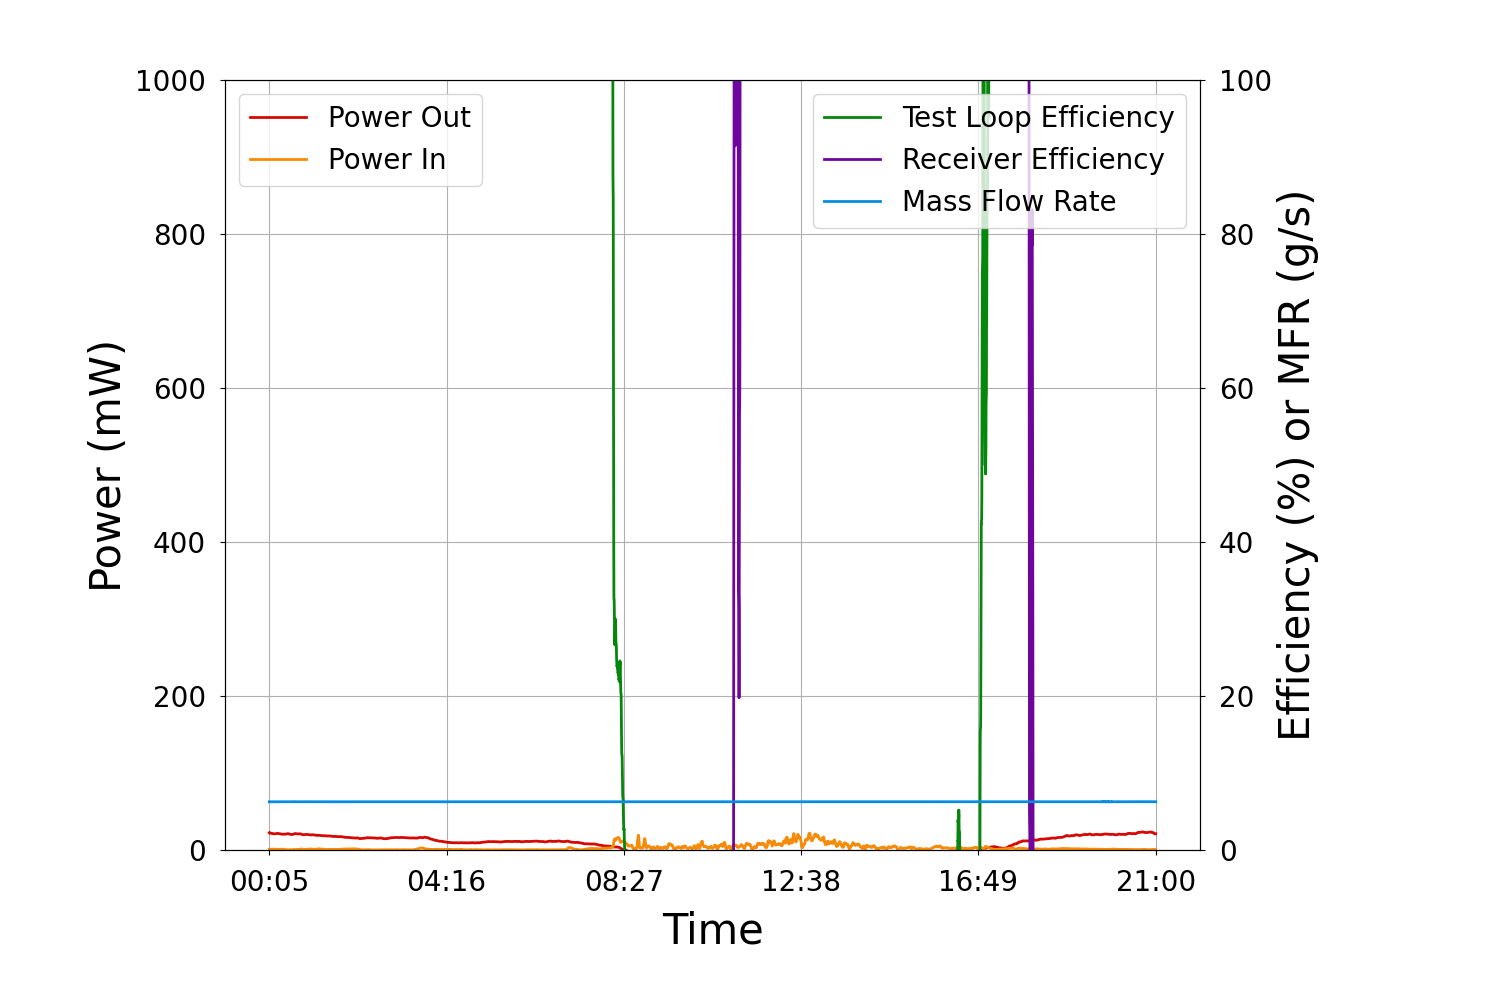 1000
800
600
400
200
0
Power (mW)
Power Out
Power In
Test Loop Efficiency
Receiver Efficiency
Mass Flow Rate
100
80
60
40
20
0
Efficiency (%) or MFR (g/s)
00:05 04:16 08:27 12:38 16:49 21:00
Time